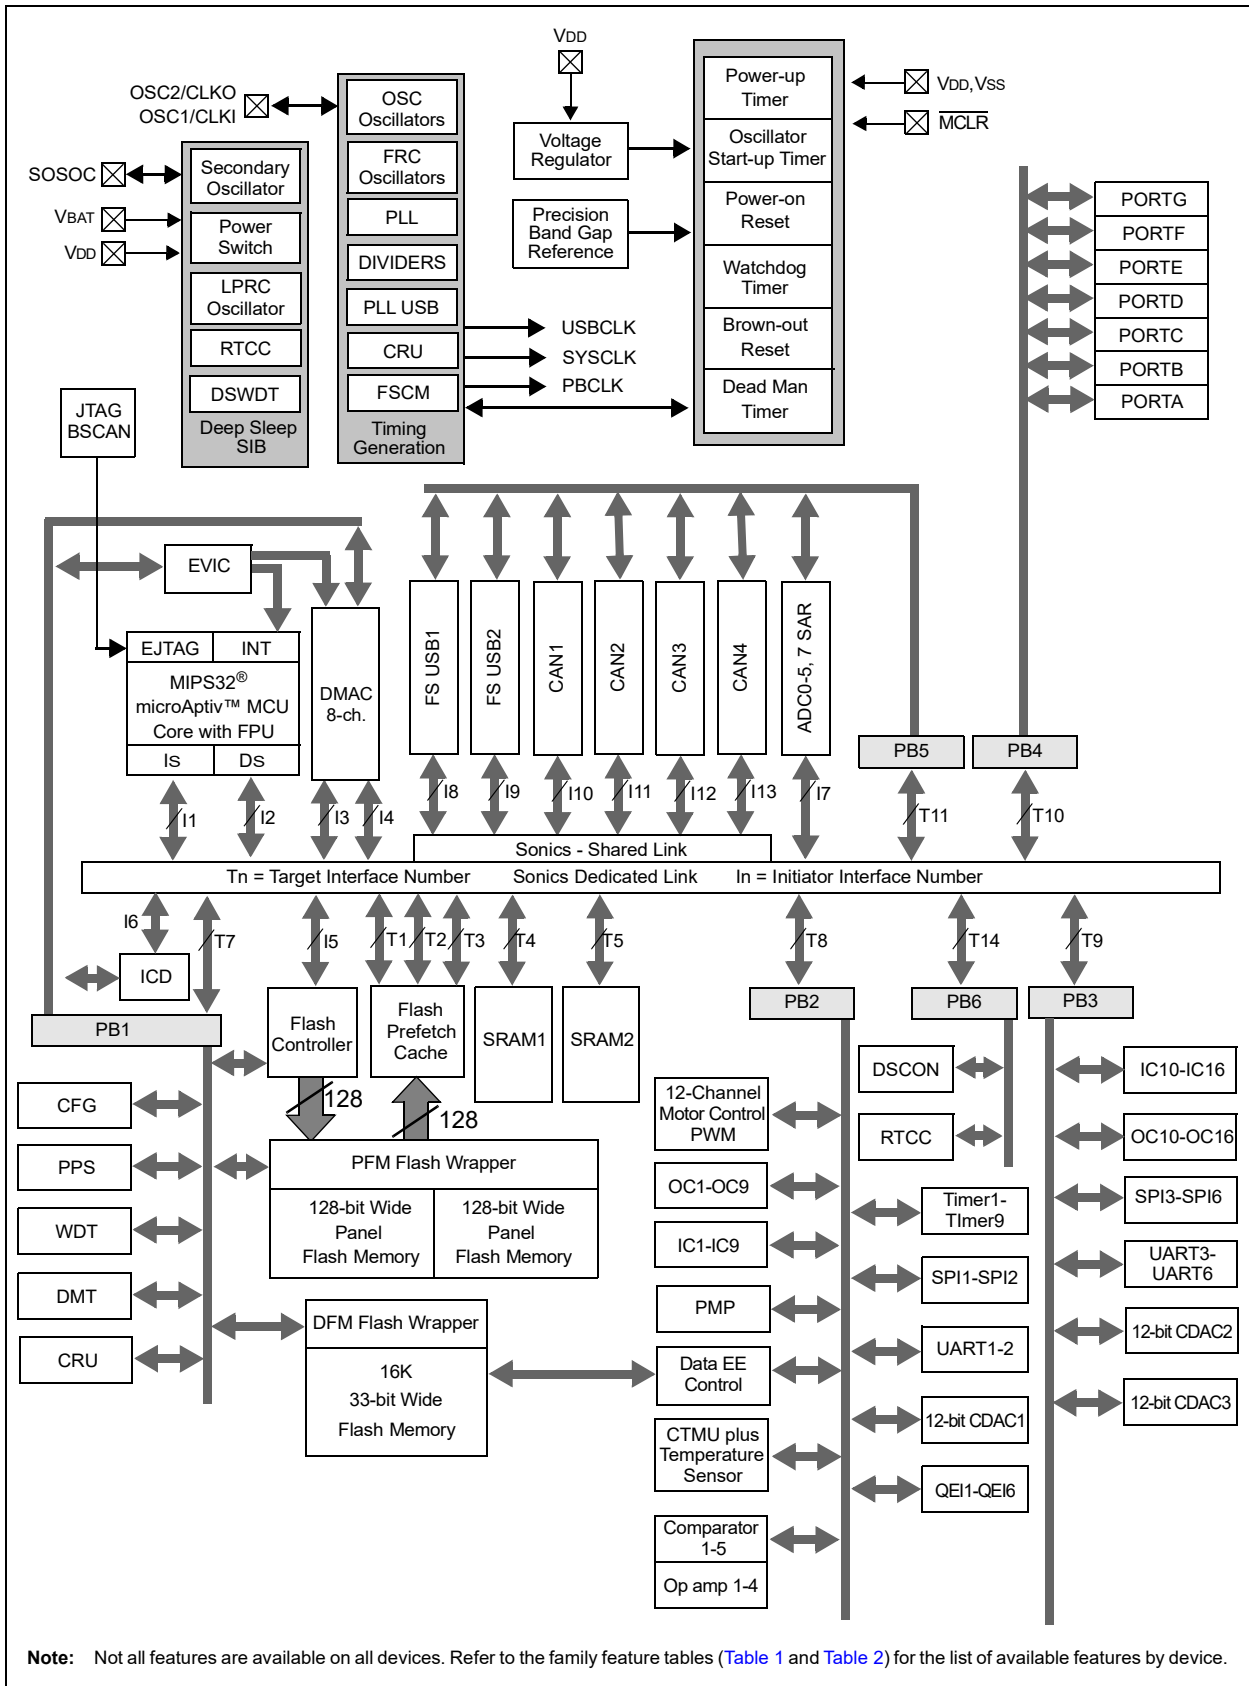 VDD
OSC2/CLKO
OSC1/CLKI
SOSOC
VBAT
VDD
Secondary
Oscillator
Power
Switch
LPRC
Oscillator
RTCC
DSWDT
Deep Sleep
SIB
OSC
Oscillators
FRC
Oscillators
PLL
DIVIDERS
PLL USB
CRU
FSCM
Timing
Generation
USBCLK
SYSCLK
PBCLK
Voltage
Regulator
Precision
Band Gap
Reference
Power-up
Timer
Oscillator
Start-up Timer
Power-on
Reset
Watchdog
Timer
Brown-out
Reset
Dead Man
Timer
VDD, VSS
MCLR
PORTG
PORTF
PORTE
PORTD
PORTC
PORTB
PORTA
JTAG
BSCAN
EVIC
EJTAG
INT
MIPS32®
microAptiv™ MCU
Core with FPU
IS
DS
DMAC
8-ch.
FS USB1
FS USB2
CAN1
CAN2
CAN3
CAN4
ADC0-5, 7 SAR
PB5
PB4
I1
I2
I3
I4
I8
I9
I10
I11
I12
I13
I7
T11
T10
Sonics - Shared Link
Tn = Target Interface Number
Sonics Dedicated Link
In = Initiator Interface Number
I6
T7
I5
T1
T2
T3
T4
T5
T8
T14
T9
ICD
PB1
Flash
Controller
Flash
Prefetch
Cache
SRAM1
SRAM2
PB2
PB6
PB3
128
128
CFG
PPS
WDT
DMT
CRU
PFM Flash Wrapper
128-bit Wide
Panel
Flash Memory
128-bit Wide
Panel
Flash Memory
DFM Flash Wrapper
16K
33-bit Wide
Flash Memory
12-Channel
Motor Control
PWM
OC1-OC9
IC1-IC9
PMP
Data EE
Control
CTMU plus
Temperature
Sensor
Comparator
1-5
Op amp 1-4
DSCON
RTCC
Timer1-
TImer9
SPI1-SPI2
UART1-2
12-bit CDAC1
QEI1-QEI6
IC10-IC16
OC10-OC16
SPI3-SPI6
UART3-
UART6
12-bit CDAC2
12-bit CDAC3
Note: Not all features are available on all devices. Refer to the family feature tables (Table 1 and Table 2) for the list of available features by device.